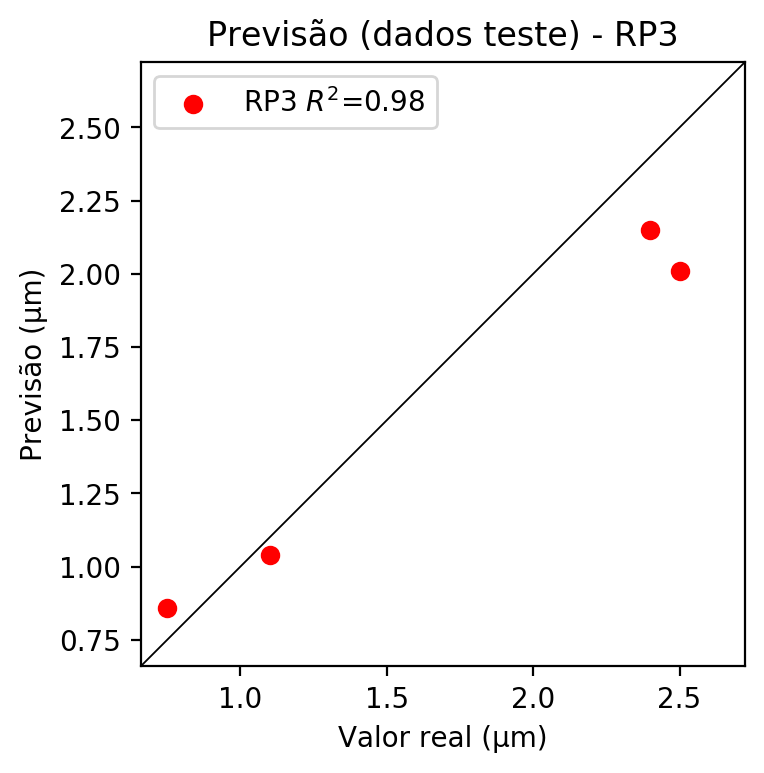 Previsão (dados teste) - RP3
RP3 R²=0.98
Previsão (μm)
2.50
2.25
2.00
1.75
1.50
1.25
1.00
0.75
1.0 1.5 2.0 2.5
Valor real (μm)